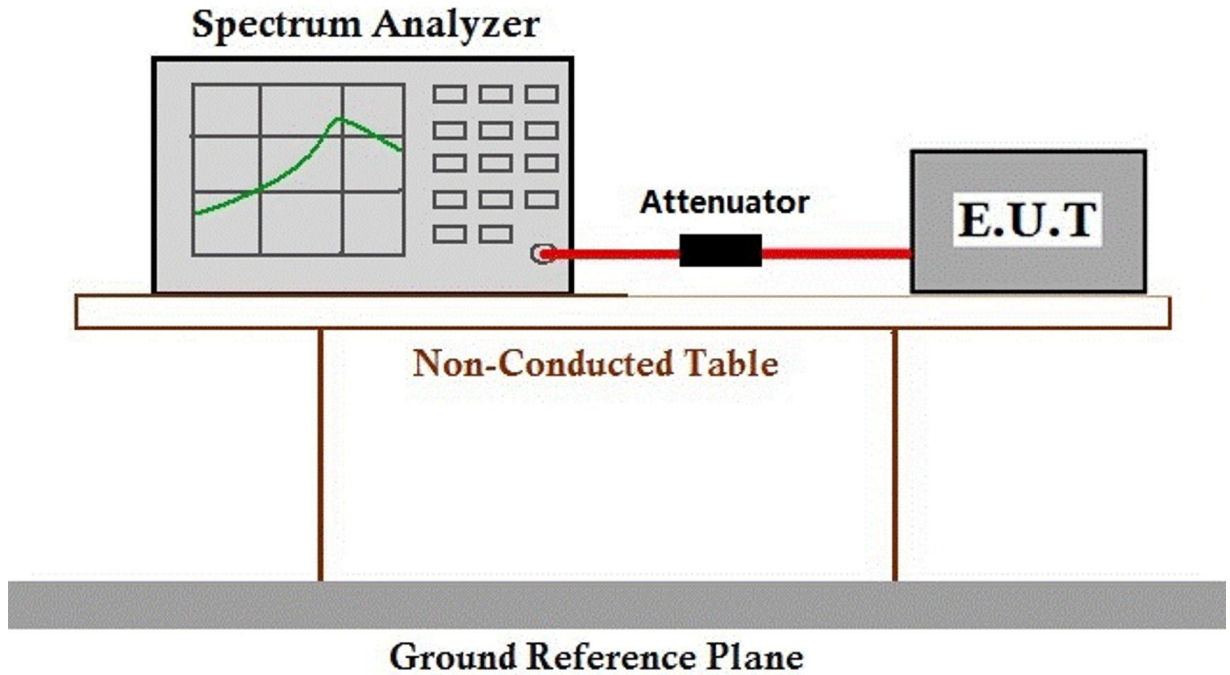 Spectrum Analyzer
Attenuator
E.U.T
Non-Conducted Table
Ground Reference Plane